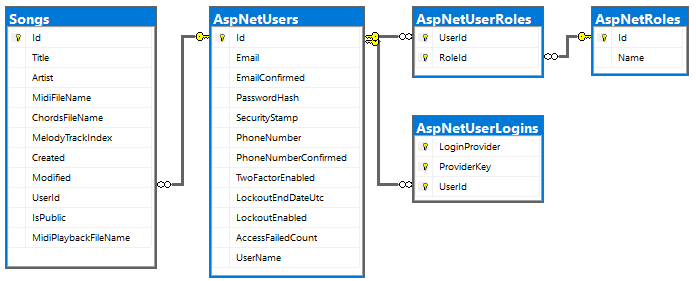 Songs
Id
Title
Artist
MidiFileName
ChordsFileName
MelodyTrackIndex
Created
Modified
UserId
IsPublic
MidiPlaybackFileName
AspNetUsers
Id
Email
EmailConfirmed
PasswordHash
SecurityStamp
PhoneNumber
PhoneNumberConfirmed
TwoFactorEnabled
LockoutEndDateUtc
LockoutEnabled
AccessFailedCount
UserName
AspNetUserRoles
UserId
RoleId
AspNetRoles
Id
Name
AspNetUserLogins
LoginProvider
ProviderKey
UserId